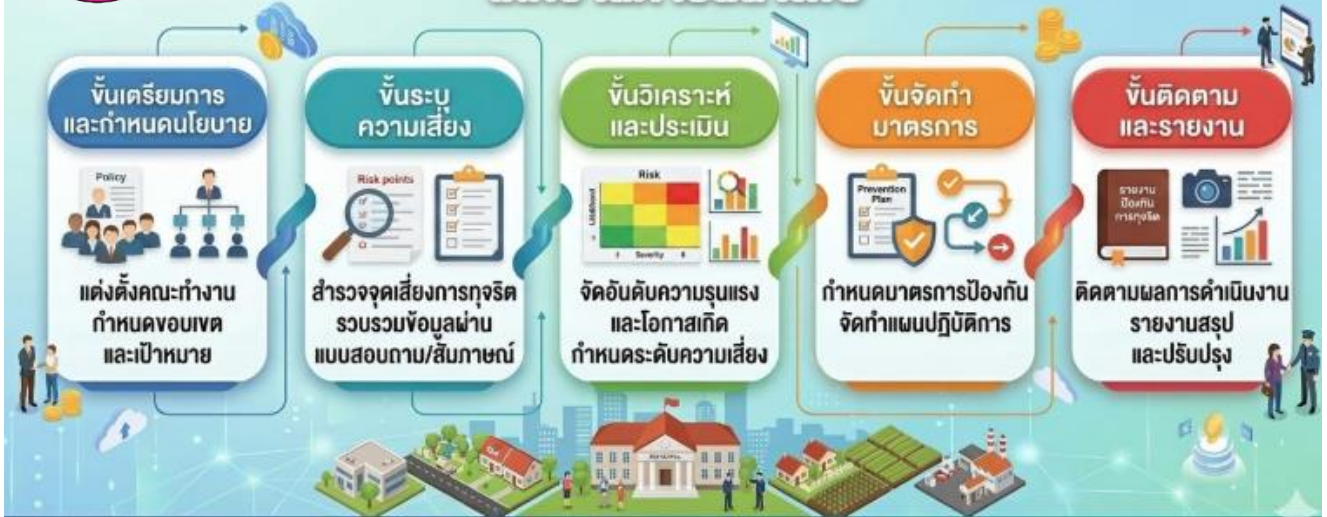 ขั้นเตรียมการ
และกำหนดนโยบาย
Policy
แต่งตั้งคณะทำงาน
กำหนดขอบเขต
และเป้าหมาย
ขั้นระบุ
ความเสี่ยง
Risk points
สำรวจจุดเสี่ยงการทุจริต
รวบรวมข้อมูลผ่าน
แบบสอบถาม/สัมภาษณ์
ขั้นวิเคราะห์
และประเมิน
Risk
Severity
จัดอันดับความรุนแรง
และโอกาสเกิด
กำหนดระดับความเสี่ยง
ขั้นจัดทำ
มาตรการ
Prevention
Plan
กำหนดมาตรการป้องกัน
จัดทำแผนปฏิบัติการ
ขั้นติดตาม
และรายงาน
รายงาน
ป้องกัน
การทุจริต
ติดตามผลการดำเนินงาน
รายงานสรุป
และปรับปรุง